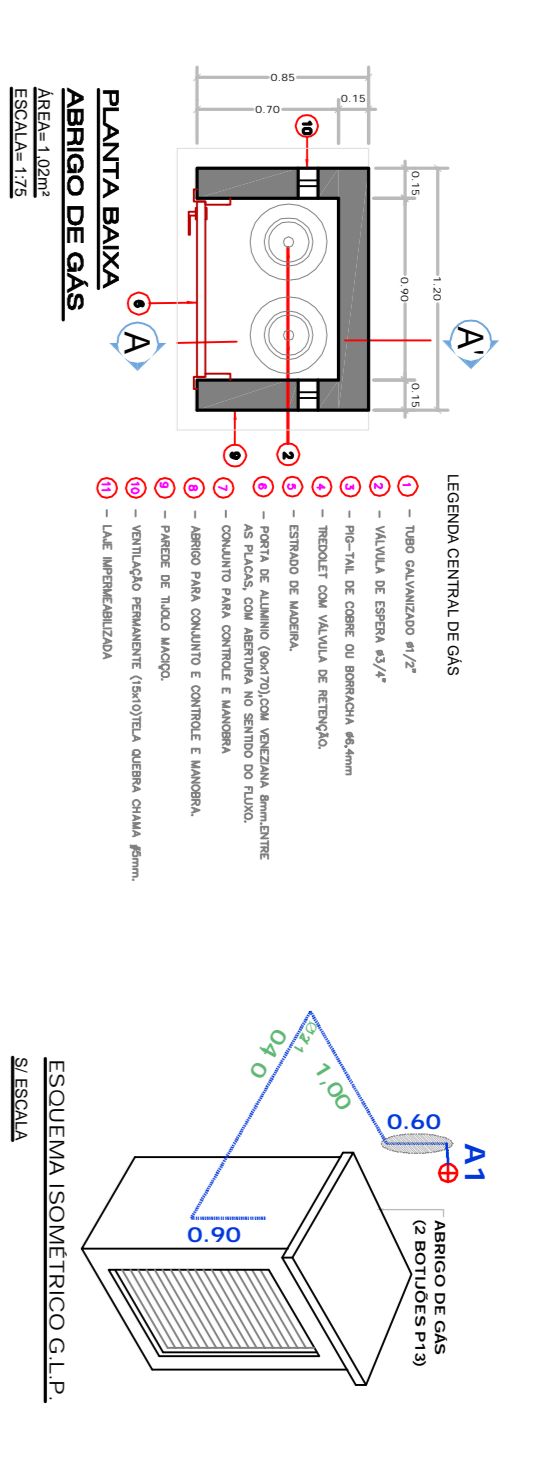 0.85
0.70
0.15
10
0.15
0.90
1.20
0.15
A'
A
6
9
2
PLANTA BAIXA
ABRIGO DE GÁS
ÁREA= 1,02m²
ESCALA= 1:75
LEGENDA CENTRAL DE GÁS
1 - TUBO GALVANIZADO ø1/2"
2 - VÁLVULA DE ESPERA ø3/4"
3 - PIG-TAIL DE COBRE OU BORRACHA ø6,4mm
4 - TREDOLET COM VÁLVULA DE RETENÇÃO.
5 - ESTRADO DE MADEIRA.
6 - PORTA DE ALUMINIO (90x170),COM VENEZIANA 8mm.ENTRE
AS PLACAS, COM ABERTURA NO SENTIDO DO FLUXO.
7 - CONJUNTO PARA CONTROLE E MANOBRA
8 - ABRIGO PARA CONJUNTO E CONTROLE E MANOBRA.
9 - PAREDE DE TIJOLO MACIÇO.
10 - VENTILAÇÃO PERMANENTE (15x10)TELA QUEBRA CHAMA ø5mm.
11 - LAJE IMPERMEABILIZADA
A1
0.60
1,00
0.90
ABRIGO DE GÁS
(2 BOTIJÕES P13)
ESQUEMA ISOMÉTRICO G.L.P.
S/ ESCALA